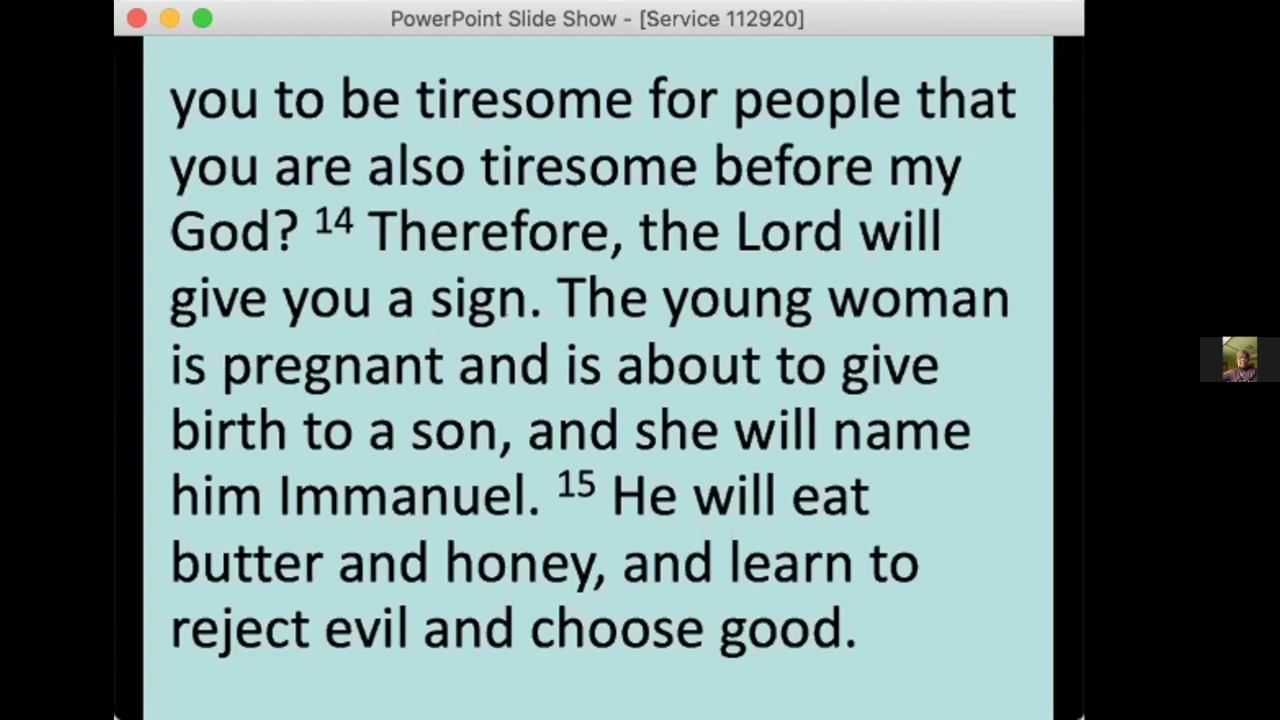 PowerPoint Slide Show - [Service 112920]
you to be tiresome for people that
you are also tiresome before my
God? 14 Therefore, the Lord will
give you a sign. The young woman
is pregnant and is about to give
birth to a son, and she will name
him Immanuel. 15 He will eat
butter and honey, and learn to
reject evil and choose good.